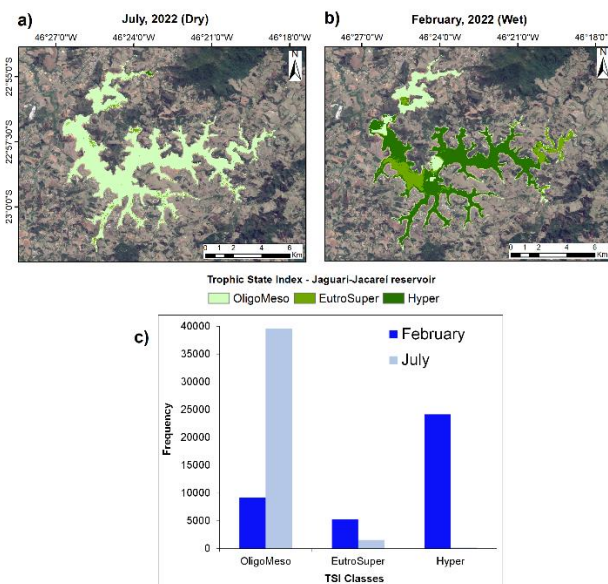 July, 2022 (Dry)
February, 2022 (Wet)
a)
b)
46°27'0"W 46°24'0"W 46°21'0"W 46°18'0"W
46°27'0"W 46°24'0"W 46°21'0"W 46°18'0"W
22°55'0"S
22°57'30"S
23°0'0"S
N
N
0 1 2 4 6
Km
0 1 2 4 6
Km
Trophic State Index - Jaguari-Jacareí reservoir
OligoMeso EutroSuper Hyper
c)
February
July
Frequency
40000
35000
30000
25000
20000
15000
10000
5000
0
OligoMeso EutroSuper Hyper
TSI Classes